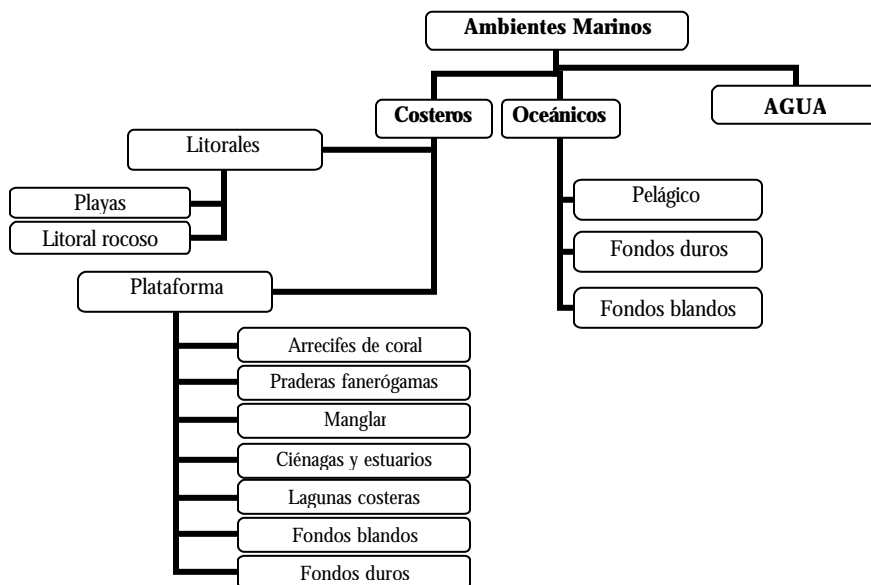 Ambientes Marinos
Costeros
Oceánicos
AGUA
Litorales
Playas
Litoral rocoso
Pelágico
Fondos duros
Fondos blandos
Plataforma
Arrecifes de coral
Praderas fanerógamas
Manglar
Ciénagas y estuarios
Lagunas costeras
Fondos blandos
Fondos duros